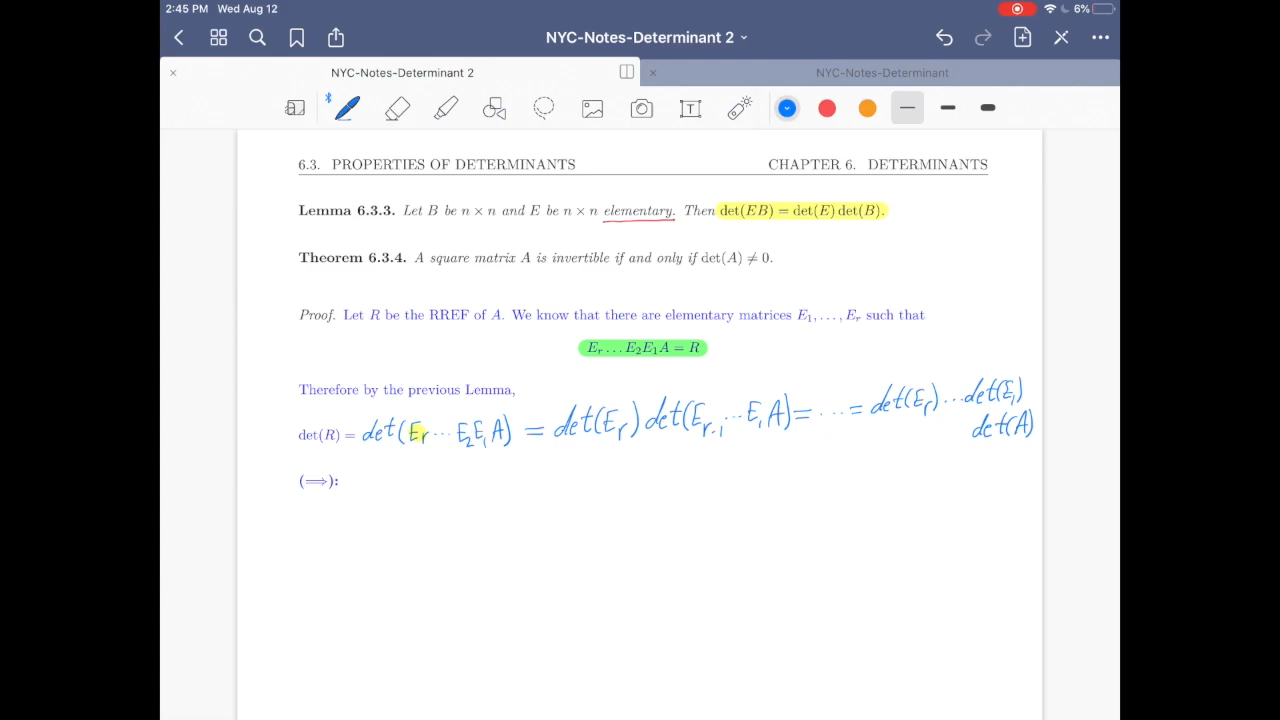 2:45 PM Wed Aug 12
6%
NYC-Notes-Determinant 2
× NYC-Notes-Determinant 2 × NYC-Notes-Determinant
T
6.3. PROPERTIES OF DETERMINANTS CHAPTER 6. DETERMINANTS
Lemma 6.3.3. Let B be n × n and E be n × n elementary. Then det(EB) = det(E) det(B).
Theorem 6.3.4. A square matrix A is invertible if and only if det(A) ≠ 0.
Proof. Let R be the RREF of A. We know that there are elementary matrices E₁, . . . , Eᵣ such that
Eᵣ . . . E₂E₁A = R
Therefore by the previous Lemma,
det(R) = det(Eᵣ ... E₂E₁A) = det(Eᵣ) det(Eᵣ₋₁ ... E₁A) = ... = det(Eᵣ) ... det(E₁)
det(A)
(⟹):